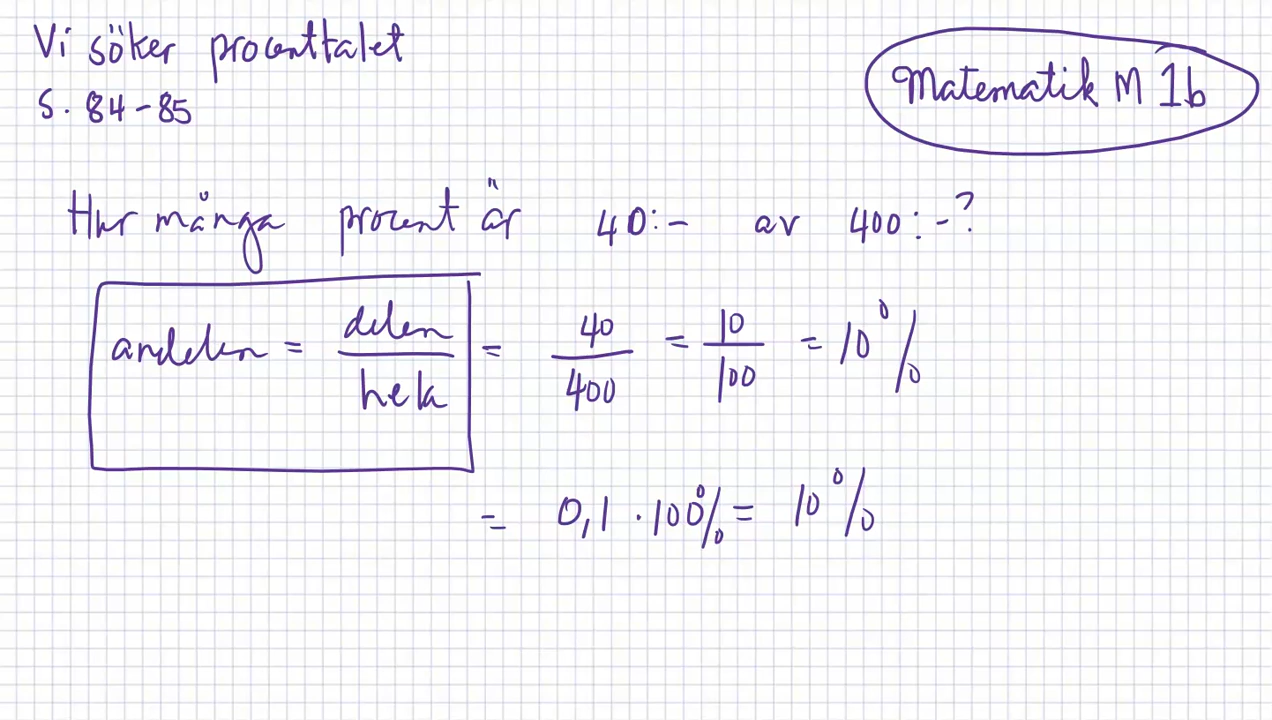 Vi söker procenttalet
s. 84-85
Matematik M 1b
Hur många procent är 40:- av 400:-?
andelen = delen/hela = 40/400 = 10/100 = 10%
= 0,1 · 100% = 10%